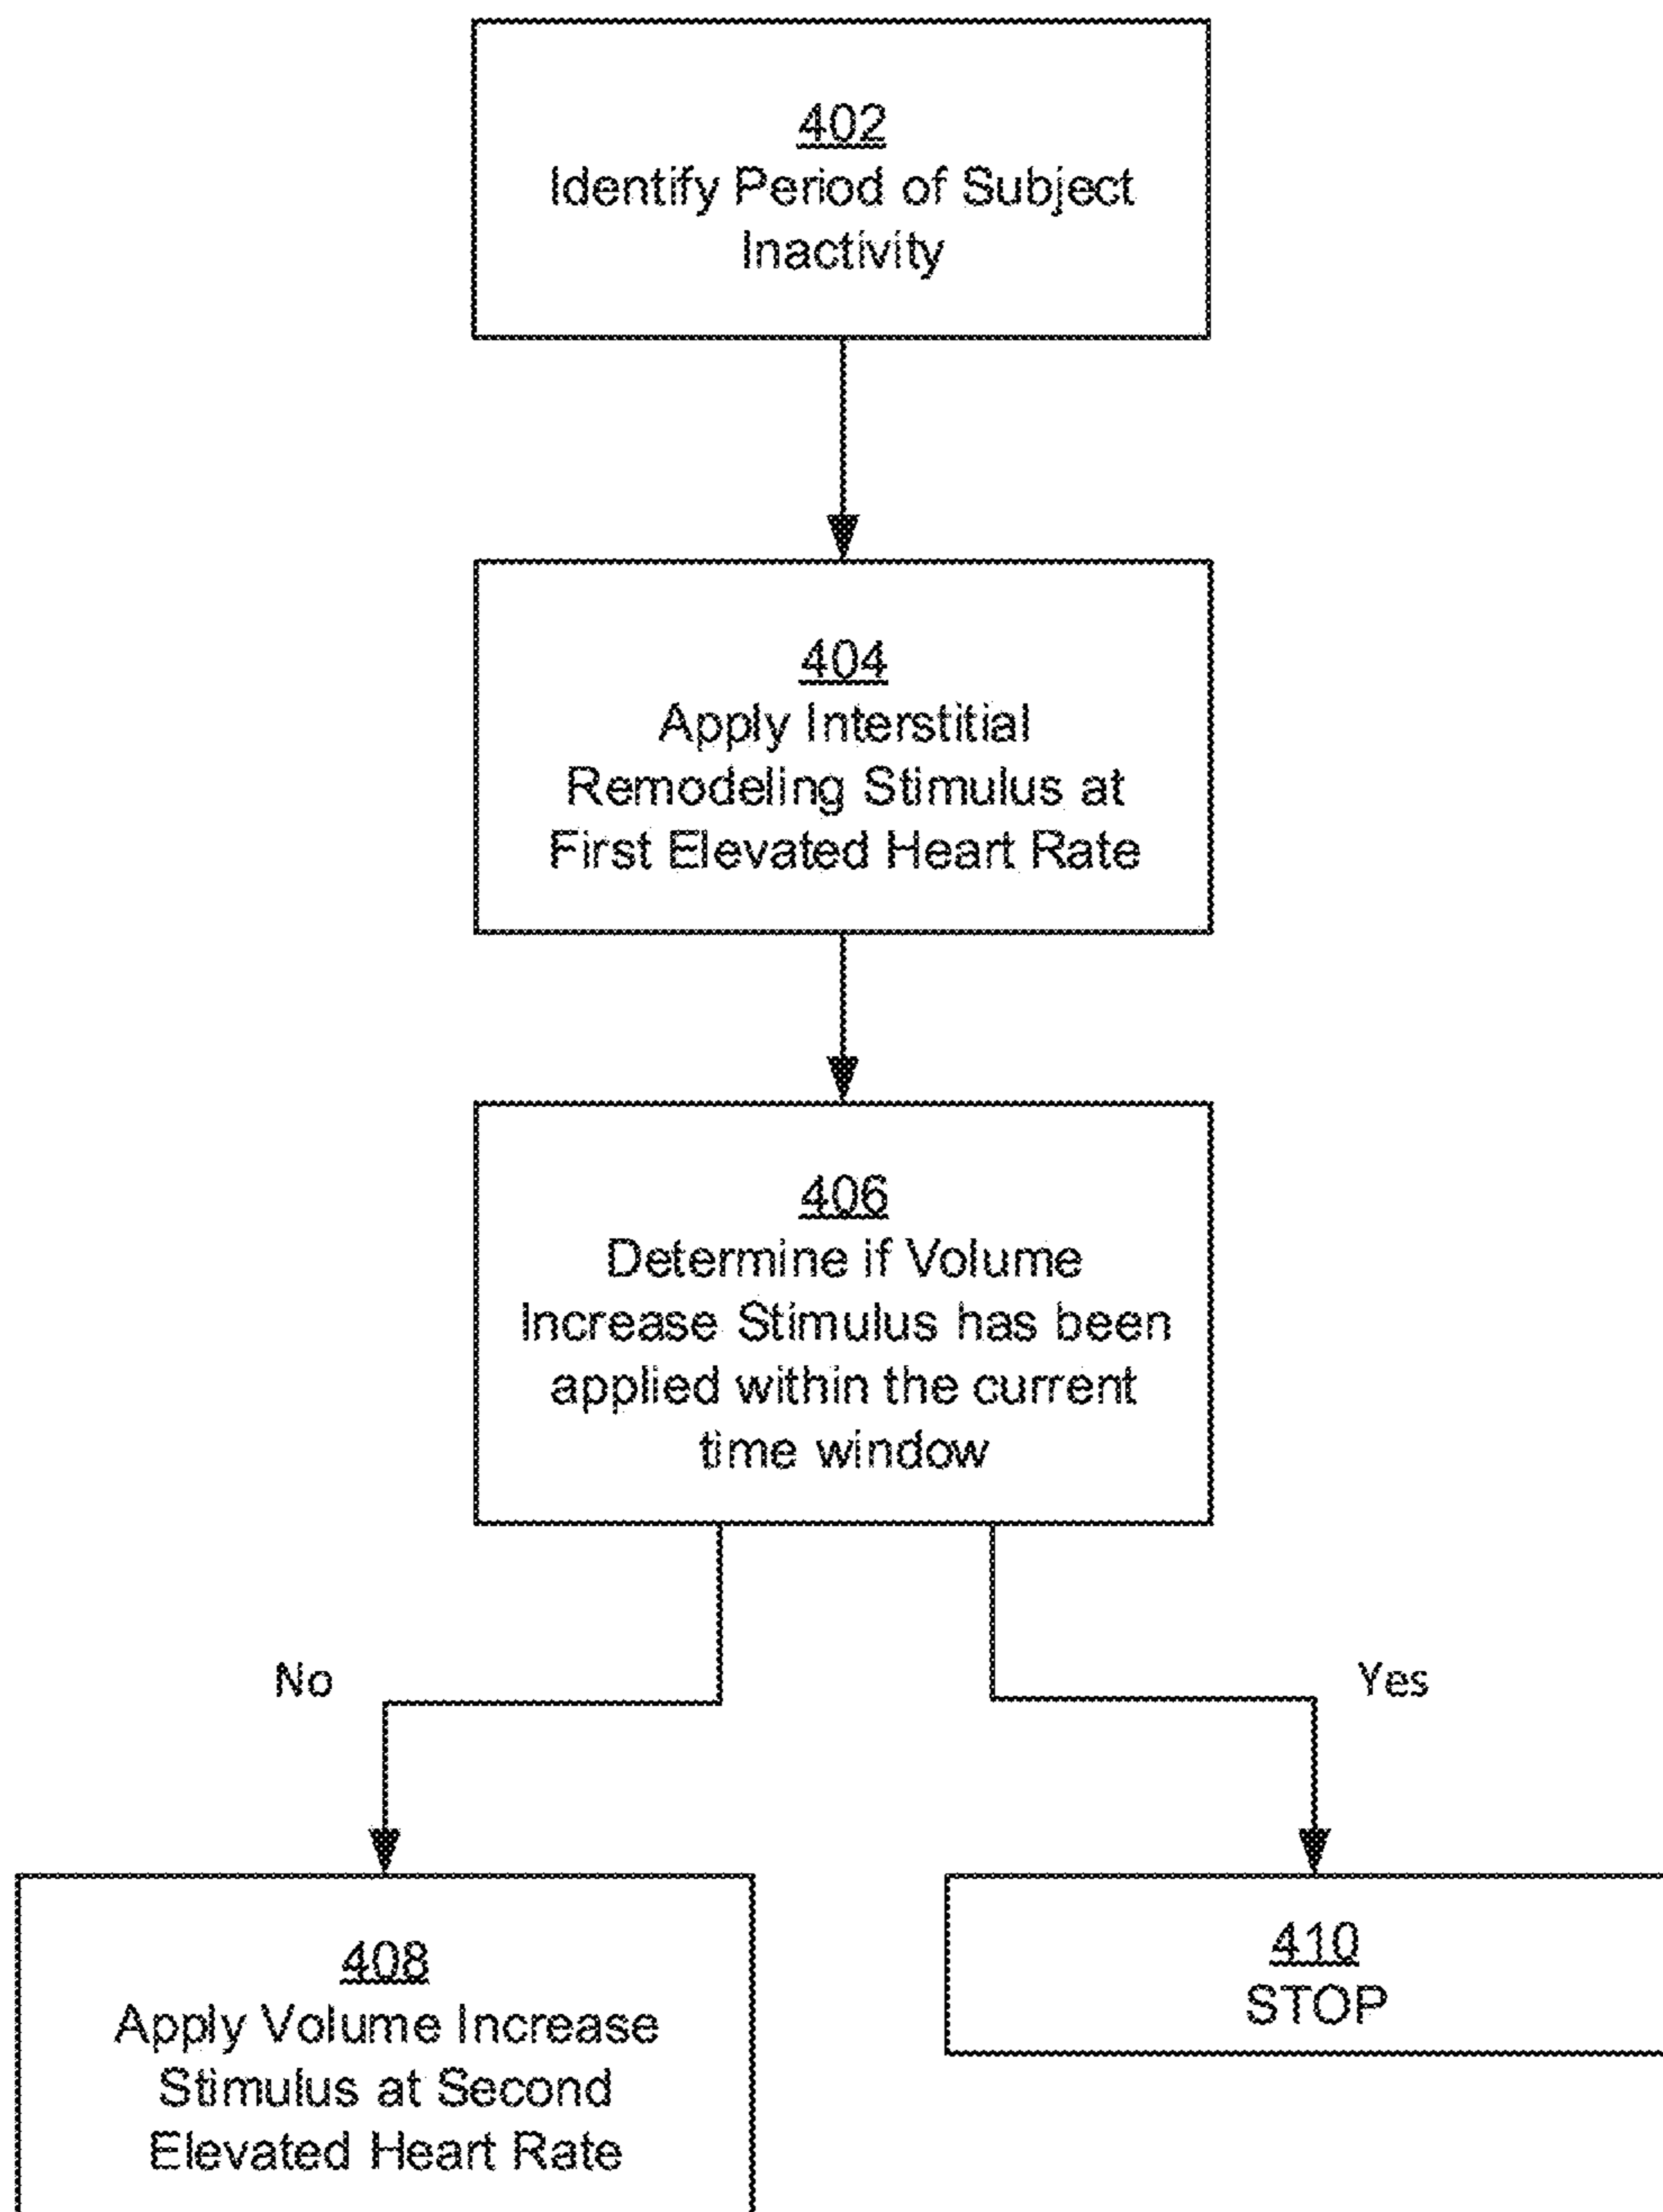 402
Identify Period of Subject
Inactivity
404
Apply Interstitial
Remodeling Stimulus at
First Elevated Heart Rate
406
Determine if Volume
Increase Stimulus has been
applied within the current
time window
No
Yes
408
Apply Volume Increase
Stimulus at Second
Elevated Heart Rate
410
STOP